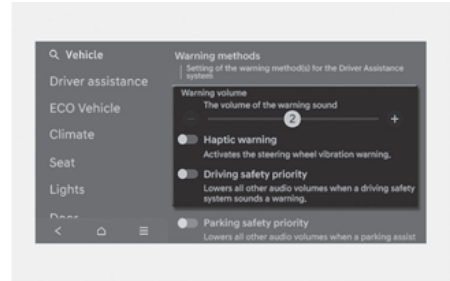 Vehicle
Driver assistance
ECO Vehicle
Climate
Seat
Lights
Door
Warning methods
Setting of the warning method(s) for the Driver Assistance
system
Warning volume
The volume of the warning sound
2
Haptic warning
Activates the steering wheel vibration warning.
Driving safety priority
Lowers all other audio volumes when a driving safety
system sounds a warning.
Parking safety priority
Lowers all other audio volumes when a parking assist